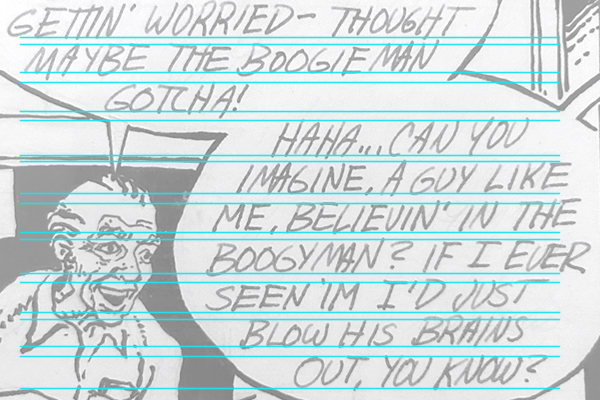 GETTIN' WORRIED- THOUGHT
MAYBE THE BOOGIEMAN
GOTCHA!
HAHA... CAN YOU
IMAGINE, A GUY LIKE
ME, BELIEVIN' IN THE
BOOGYMAN? IF I EVER
SEEN 'IM I'D JUST
BLOW HIS BRAINS
OUT, YOU KNOW?